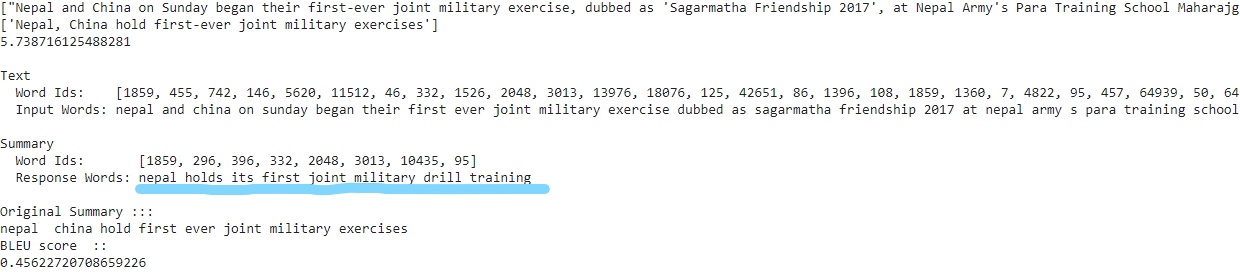 ["Nepal and China on Sunday began their first-ever joint military exercise, dubbed as 'Sagarmatha Friendship 2017', at Nepal Army's Para Training School Maharajg
['Nepal, China hold first-ever joint military exercises']
5.738716125488281
Text
Word Ids: [1859, 455, 742, 146, 5620, 11512, 46, 332, 1526, 2048, 3013, 13976, 18076, 125, 42651, 86, 1396, 108, 1859, 1360, 7, 4822, 95, 457, 64939, 50, 64
Input Words: nepal and china on sunday began their first ever joint military exercise dubbed as sagarmatha friendship 2017 at nepal army s para training school
Summary
Word Ids: [1859, 296, 396, 332, 2048, 3013, 10435, 95]
Response Words: nepal holds its first joint military drill training
Original Summary :::
nepal  china hold first ever joint military exercises
BLEU score  ::
0.45622720708659226